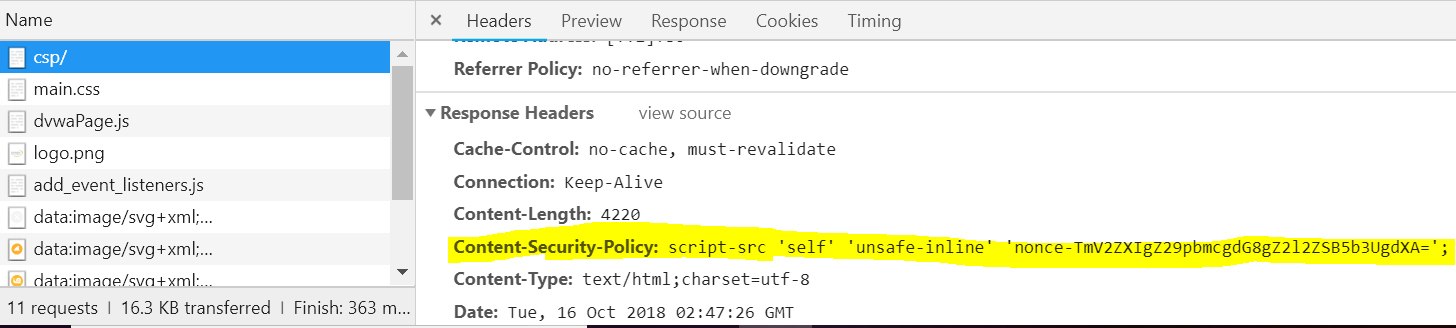 Name
csp/
main.css
dvwaPage.js
logo.png
add_event_listeners.js
data:image/svg+xml;...
data:image/svg+xml;...
data:image/svg+xml;...
11 requests | 16.3 KB transferred | Finish: 363 m...
× Headers Preview Response Cookies Timing
Referrer Policy: no-referrer-when-downgrade
Response Headers view source
Cache-Control: no-cache, must-revalidate
Connection: Keep-Alive
Content-Length: 4220
Content-Security-Policy: script-src 'self' 'unsafe-inline' 'nonce-TmV2ZXIgZ29pbmcgdG8gZ2l2ZSB5b3UgdXA=';
Content-Type: text/html;charset=utf-8
Date: Tue, 16 Oct 2018 02:47:26 GMT